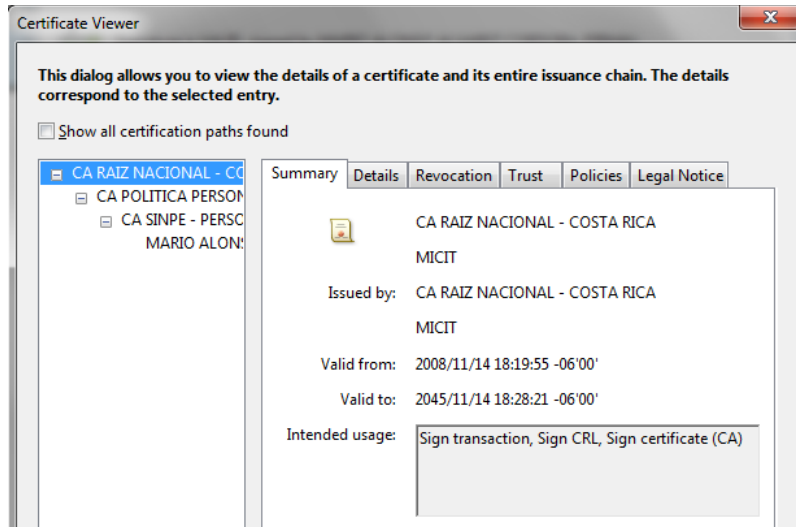 Certificate Viewer
This dialog allows you to view the details of a certificate and its entire issuance chain. The details
correspond to the selected entry.
Show all certification paths found
CA RAIZ NACIONAL - CO
CA POLITICA PERSON
CA SINPE - PERSO
MARIO ALON
Summary Details Revocation Trust Policies Legal Notice
CA RAIZ NACIONAL - COSTA RICA
MICIT
Issued by: CA RAIZ NACIONAL - COSTA RICA
MICIT
Valid from: 2008/11/14 18:19:55 -06'00'
Valid to: 2045/11/14 18:28:21 -06'00'
Intended usage: Sign transaction, Sign CRL, Sign certificate (CA)